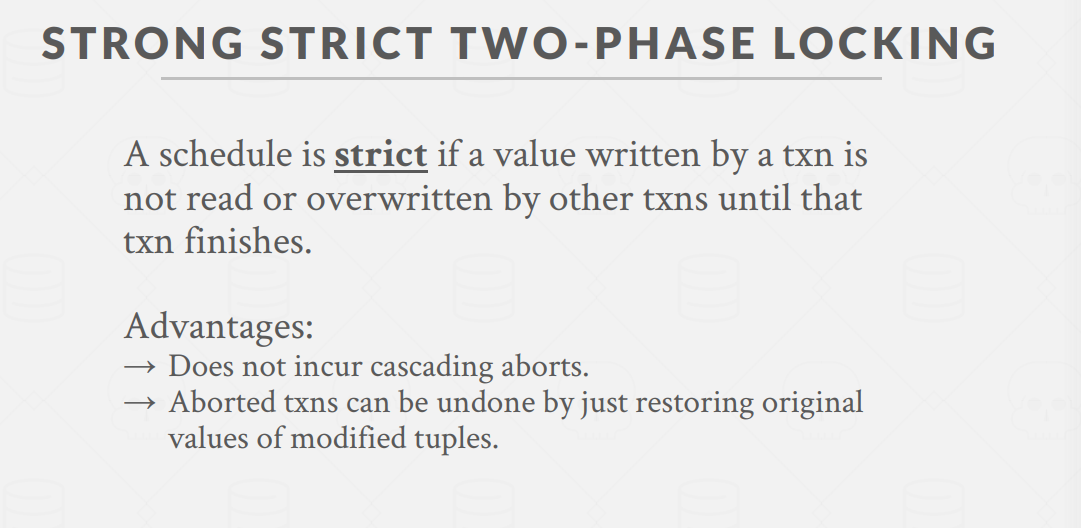 STRONG STRICT TWO-PHASE LOCKING
A schedule is strict if a value written by a txn is
not read or overwritten by other txns until that
txn finishes.
Advantages:
→ Does not incur cascading aborts.
→ Aborted txns can be undone by just restoring original
values of modified tuples.